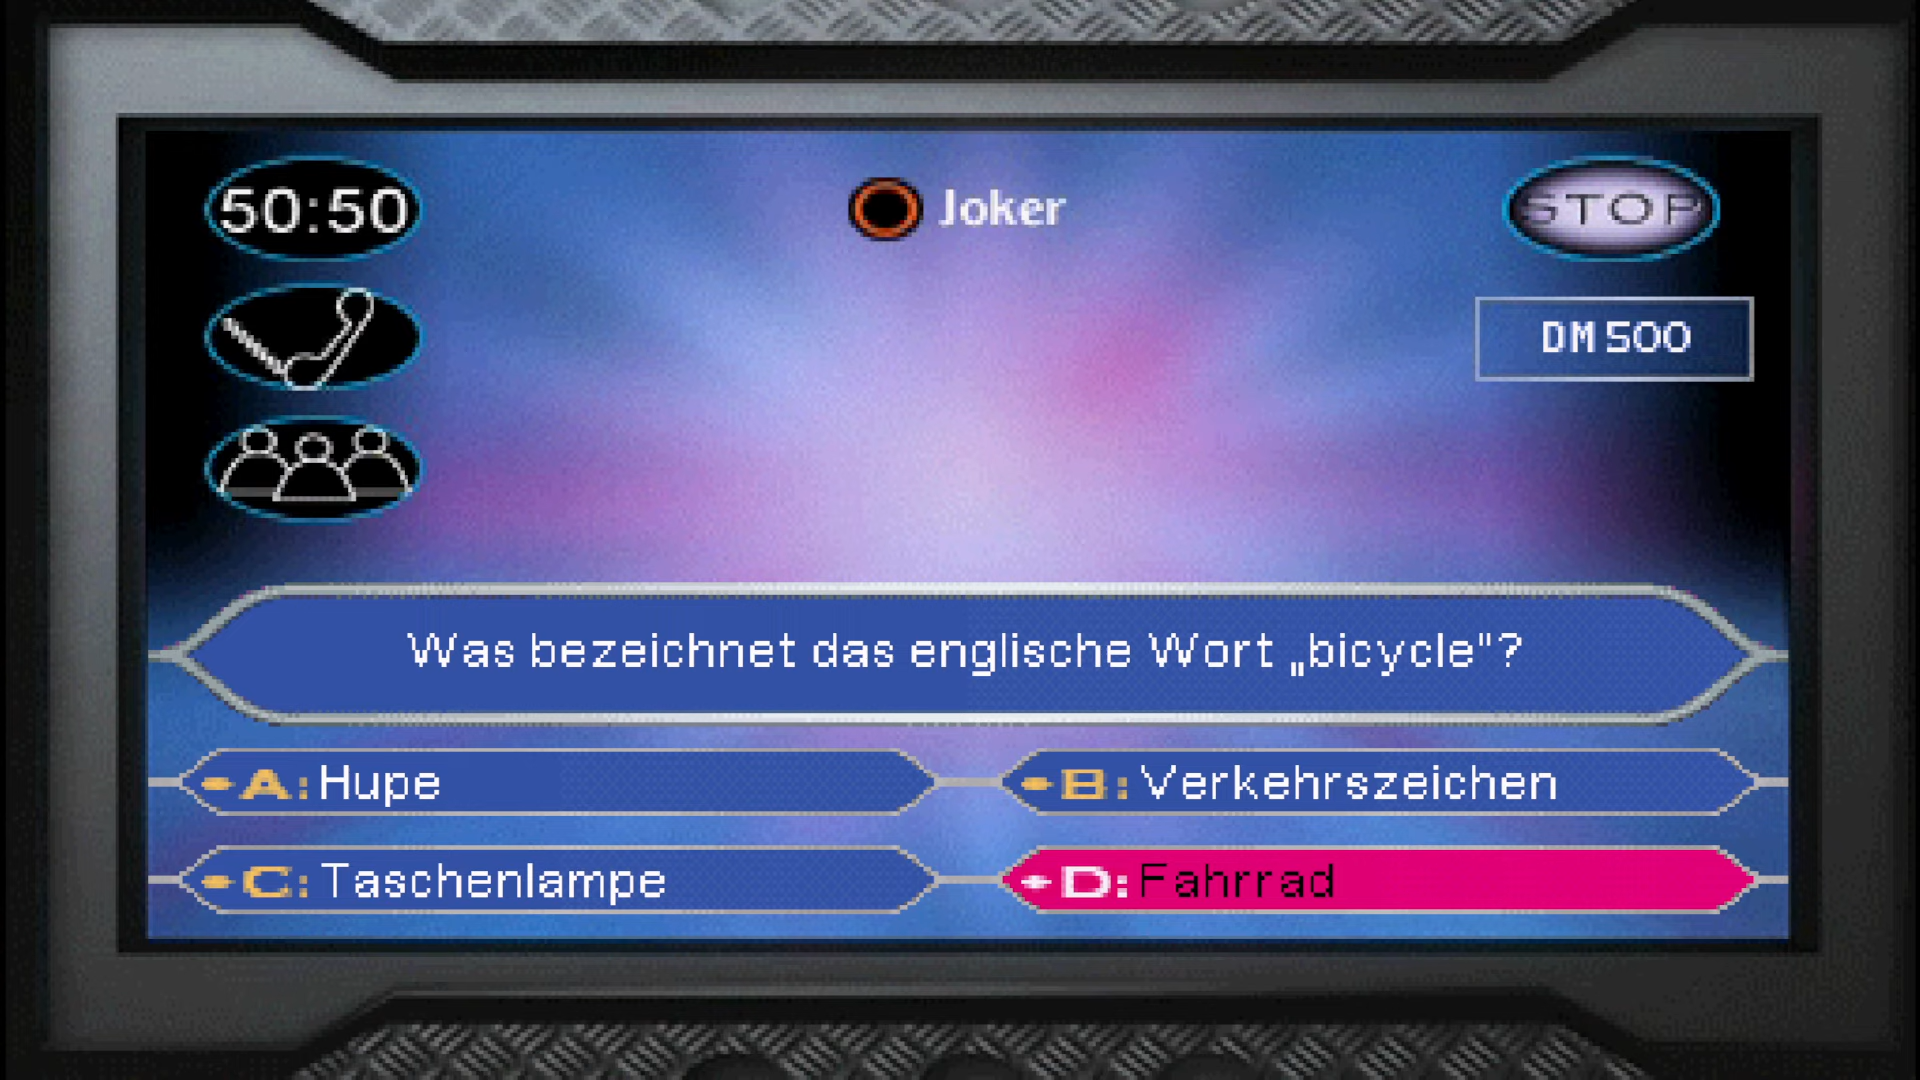 50:50
Joker
STOP
DM 500
Was bezeichnet das englische Wort „bicycle"?
A: Hupe
B: Verkehrszeichen
C: Taschenlampe
D: Fahrrad